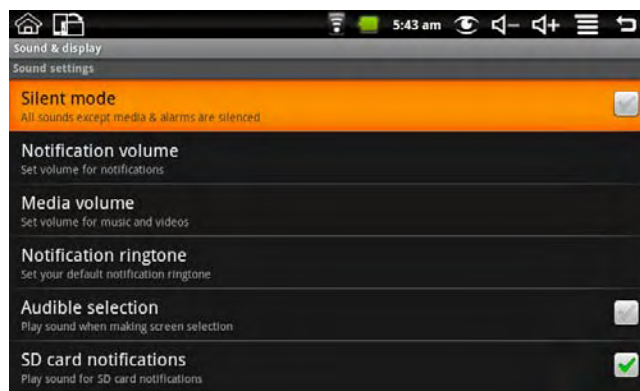 5:43 am
Sound & display
Sound settings
Silent mode
All sounds except media & alarms are silenced
Notification volume
Set volume for notifications
Media volume
Set volume for music and videos
Notification ringtone
Set your default notification ringtone
Audible selection
Play sound when making screen selection
SD card notifications
Play sound for SD card notifications